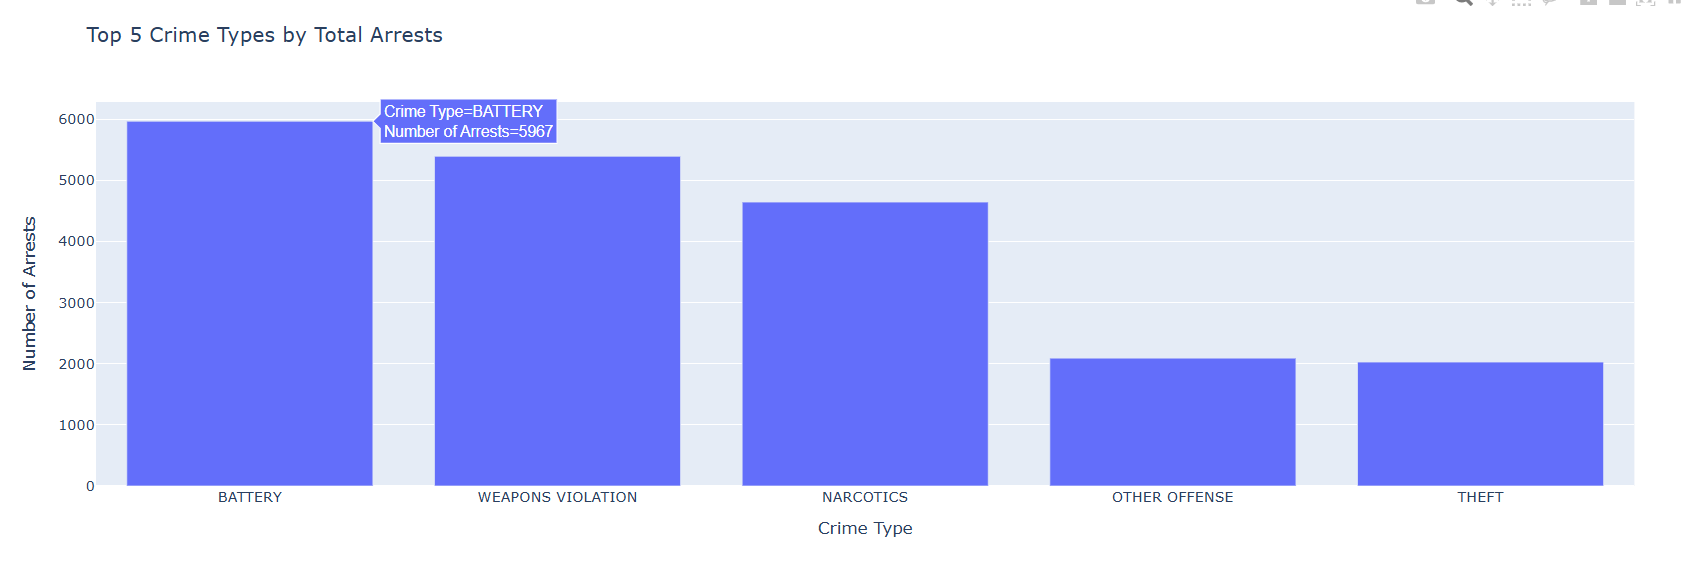 Top 5 Crime Types by Total Arrests
Crime Type=BATTERY
Number of Arrests=5967
6000
5000
4000
3000
2000
1000
0
Number of Arrests
BATTERY WEAPONS VIOLATION NARCOTICS OTHER OFFENSE THEFT
Crime Type